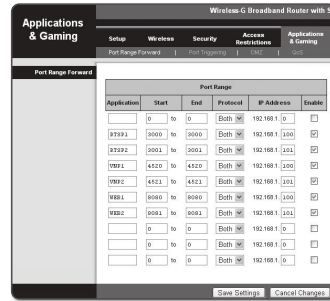 Wireless-G Broadband Router with
Applications & Gaming
Setup Wireless Security Access Restrictions Applications & Gaming
Port Range Forward | Port Triggering | DMZ | QoS
Port Range Forward
Port Range
Application Start End Protocol IP Address Enable
0 to 0 Both 192.168.1. 0
RTSP1 3000 to 3000 Both 192.168.1. 100
RTSP2 3001 to 3001 Both 192.168.1. 101
VNP1 4520 to 4520 Both 192.168.1. 100
VNP2 4521 to 4521 Both 192.168.1. 101
WEB1 8080 to 8080 Both 192.168.1. 100
WEB2 8081 to 8081 Both 192.168.1. 101
0 to 0 Both 192.168.1. 0
0 to 0 Both 192.168.1. 0
0 to 0 Both 192.168.1. 0
Save Settings Cancel Changes